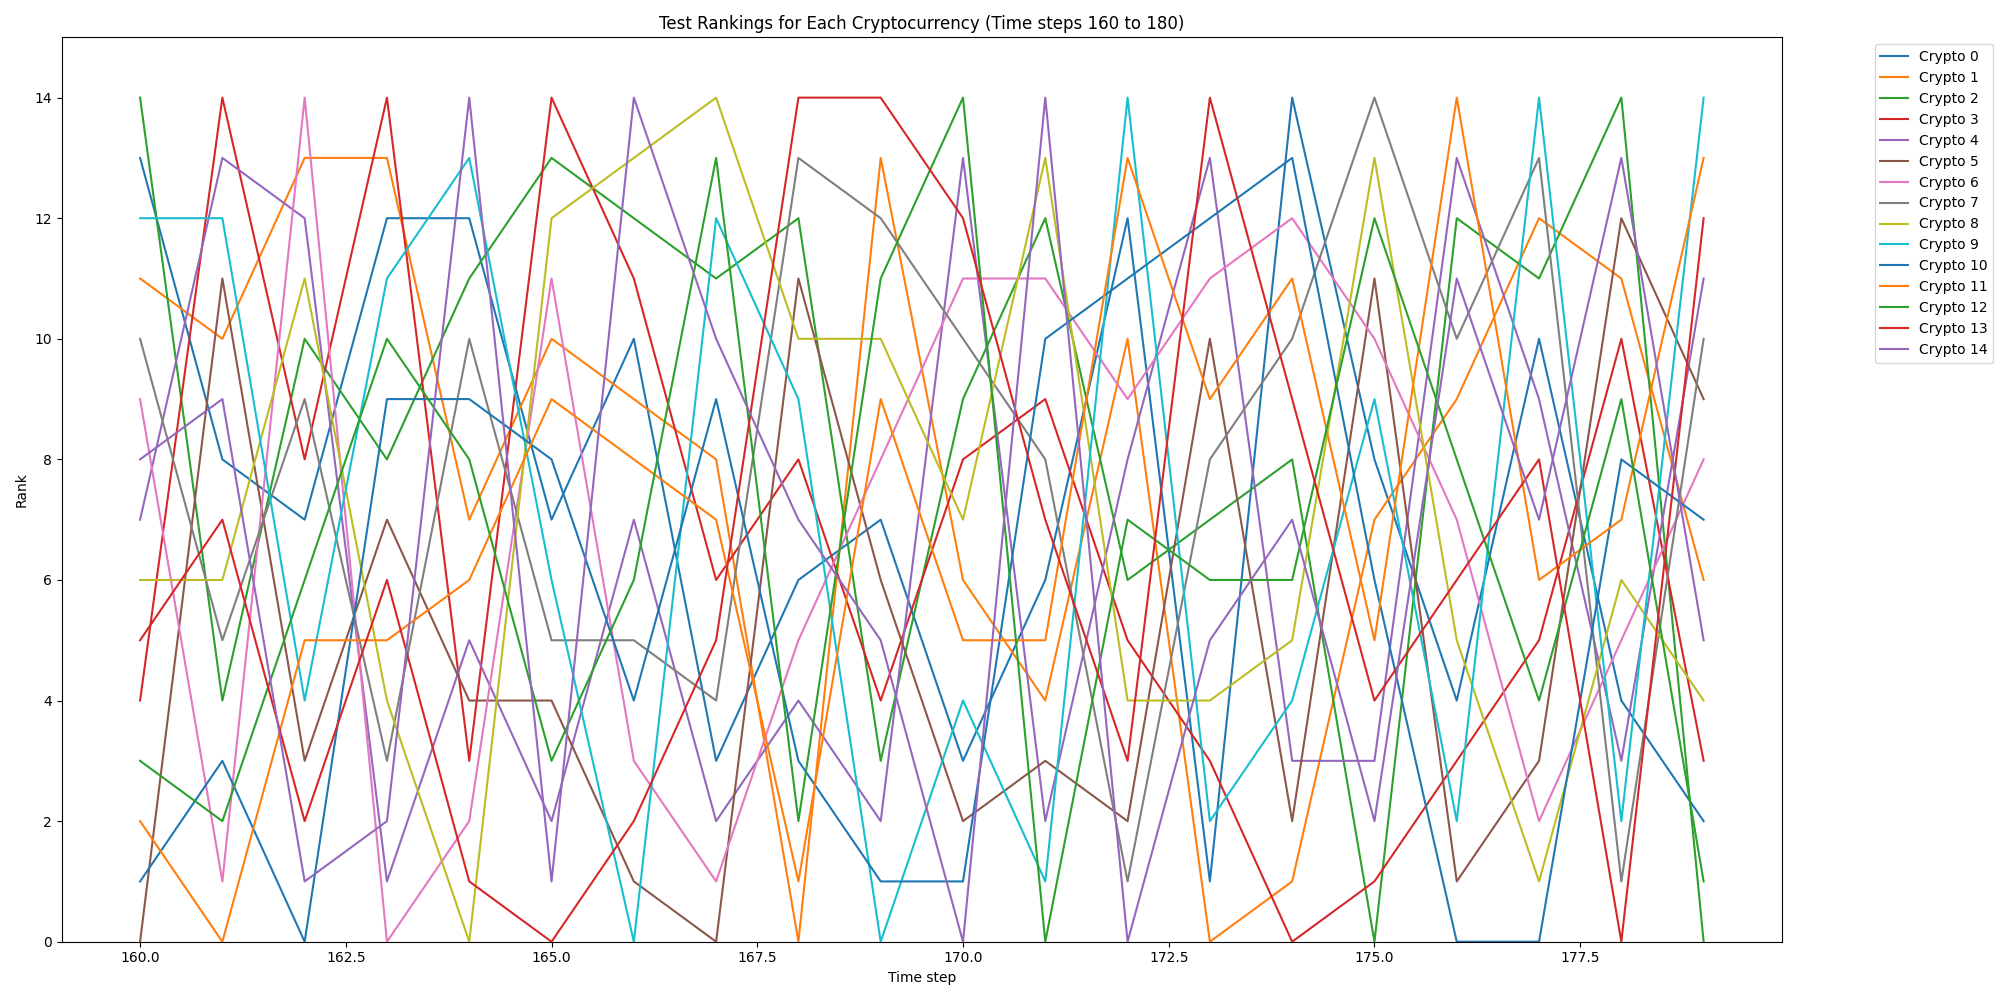 Test Rankings for Each Cryptocurrency (Time steps 160 to 180)
Rank
14
12
10
8
6
4
2
0
160.0 162.5 165.0 167.5 170.0 172.5 175.0 177.5
Time step
Crypto 0
Crypto 1
Crypto 2
Crypto 3
Crypto 4
Crypto 5
Crypto 6
Crypto 7
Crypto 8
Crypto 9
Crypto 10
Crypto 11
Crypto 12
Crypto 13
Crypto 14